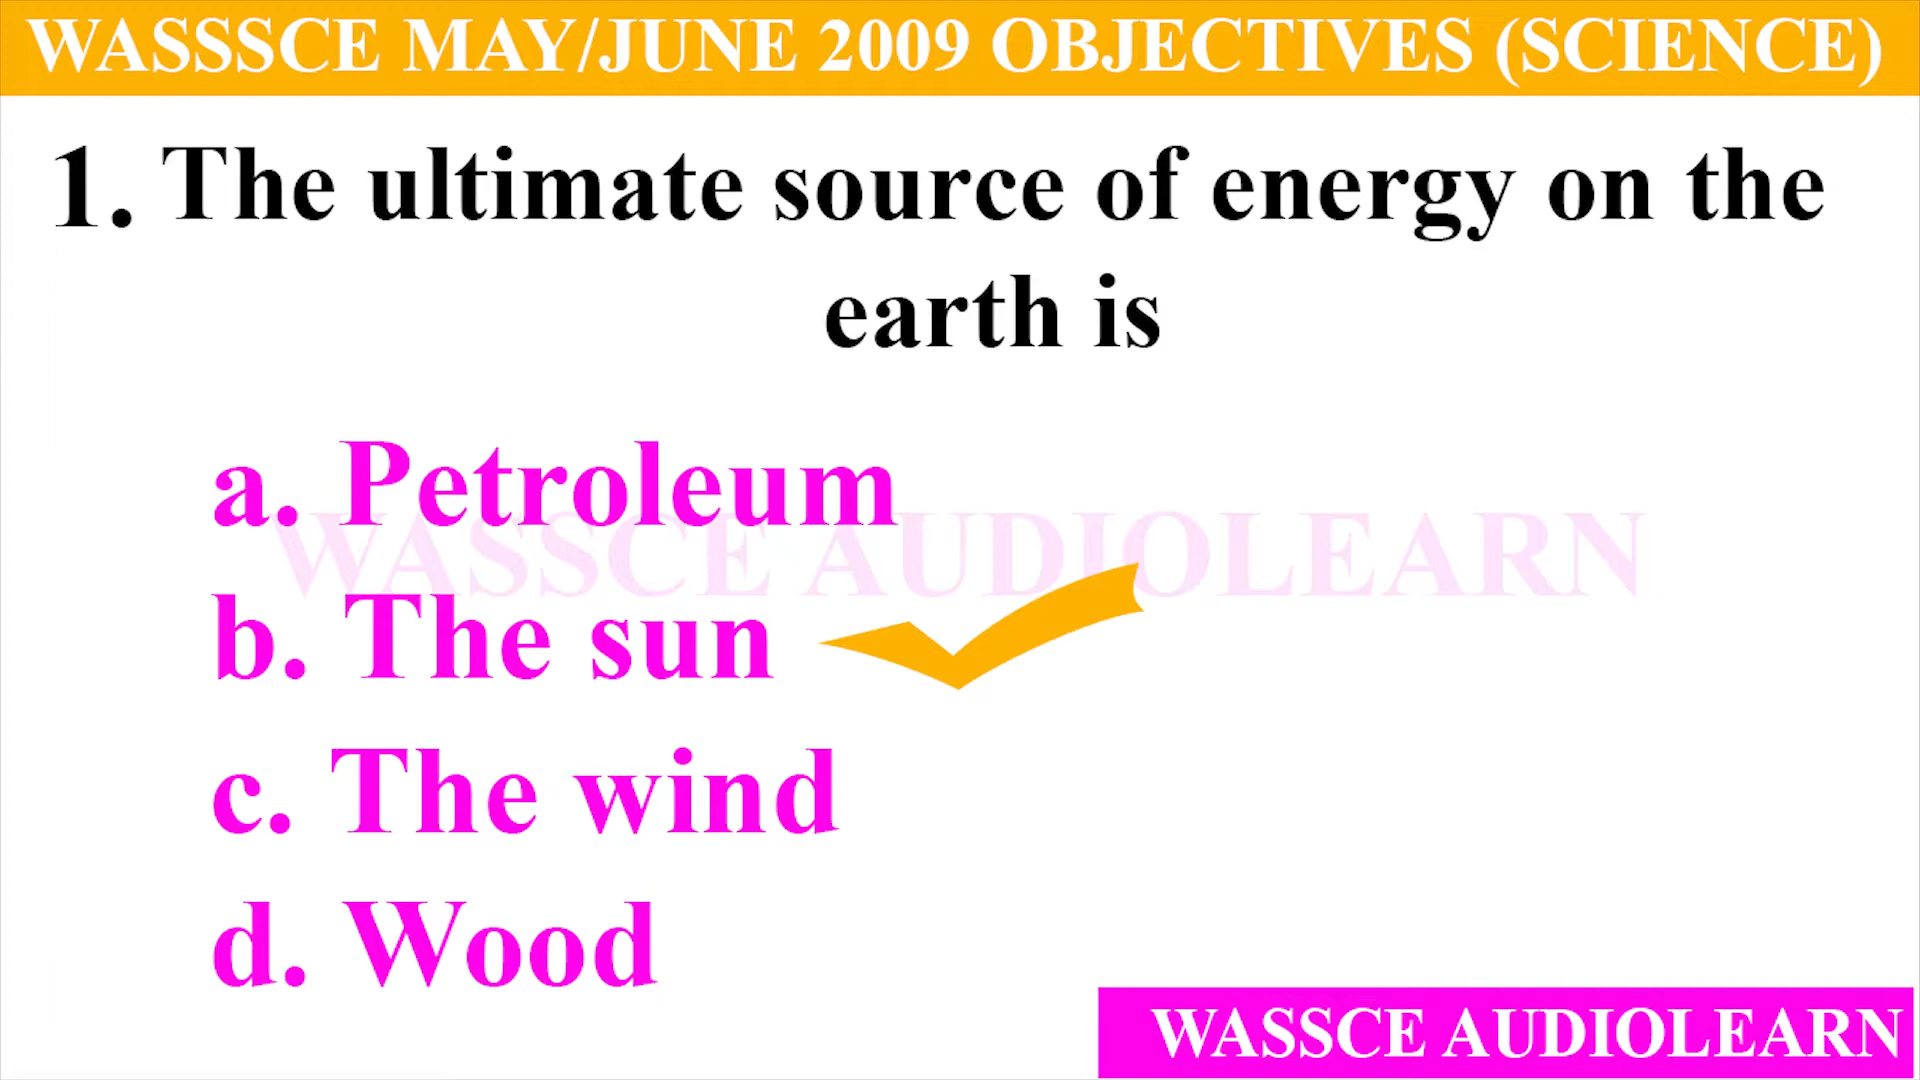 WASSSCE MAY/JUNE 2009 OBJECTIVES (SCIENCE)
1. The ultimate source of energy on the
earth is
a. Petroleum
WASSCE AUDIOLEARN
b. The sun
c. The wind
d. Wood
WASSCE AUDIOLEARN